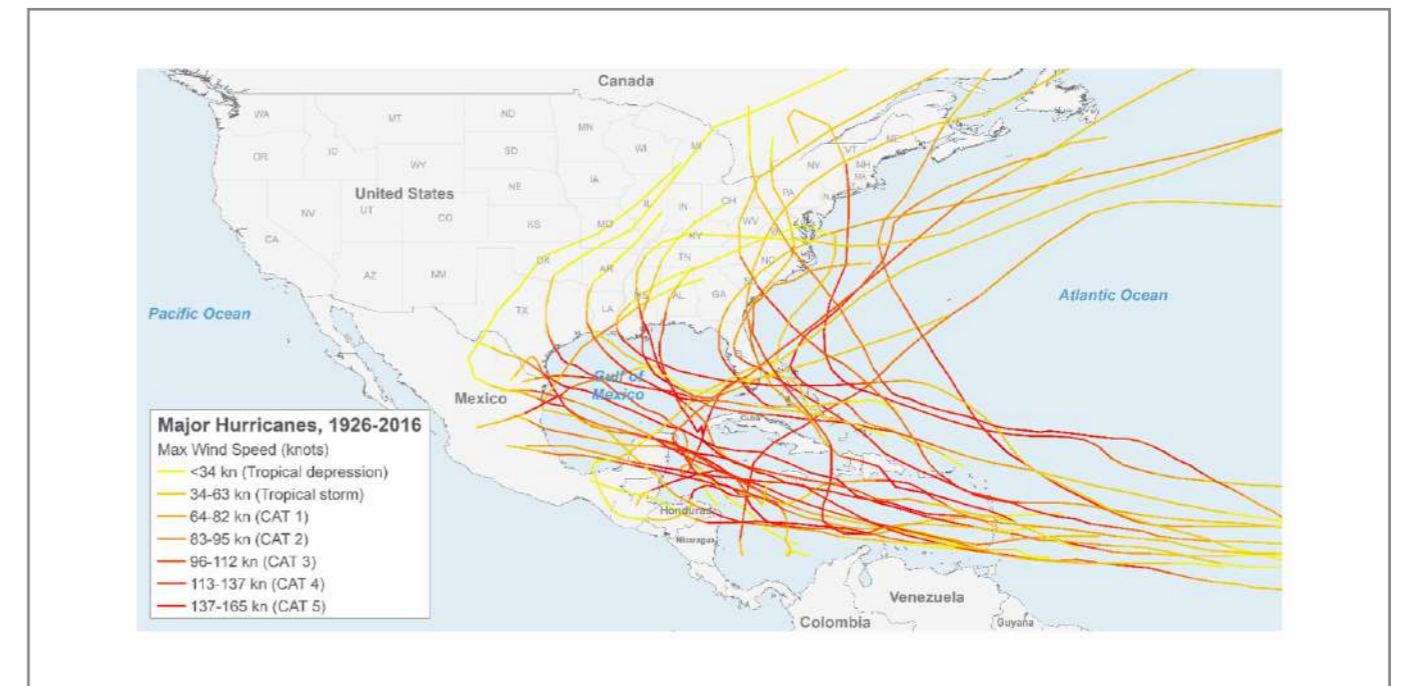 Canada
WA
MT
ND
MN
OR
ID
WY
SD
WI
MI
VT
ME
NH
NY
MA
United States
NE
IA
PA
NV
UT
CO
IL
IN
OH
WV
VA
CA
KS
MO
KY
AZ
NM
OK
AR
TN
NC
TX
LA
MS
AL
GA
SC
Pacific Ocean
Atlantic Ocean
Gulf of
Mexico
Mexico
Cuba
Honduras
Nicaragua
Venezuela
Colombia
Guyana
Major Hurricanes, 1926-2016
Max Wind Speed (knots)
<34 kn (Tropical depression)
34-63 kn (Tropical storm)
64-82 kn (CAT 1)
83-95 kn (CAT 2)
96-112 kn (CAT 3)
113-137 kn (CAT 4)
137-165 kn (CAT 5)